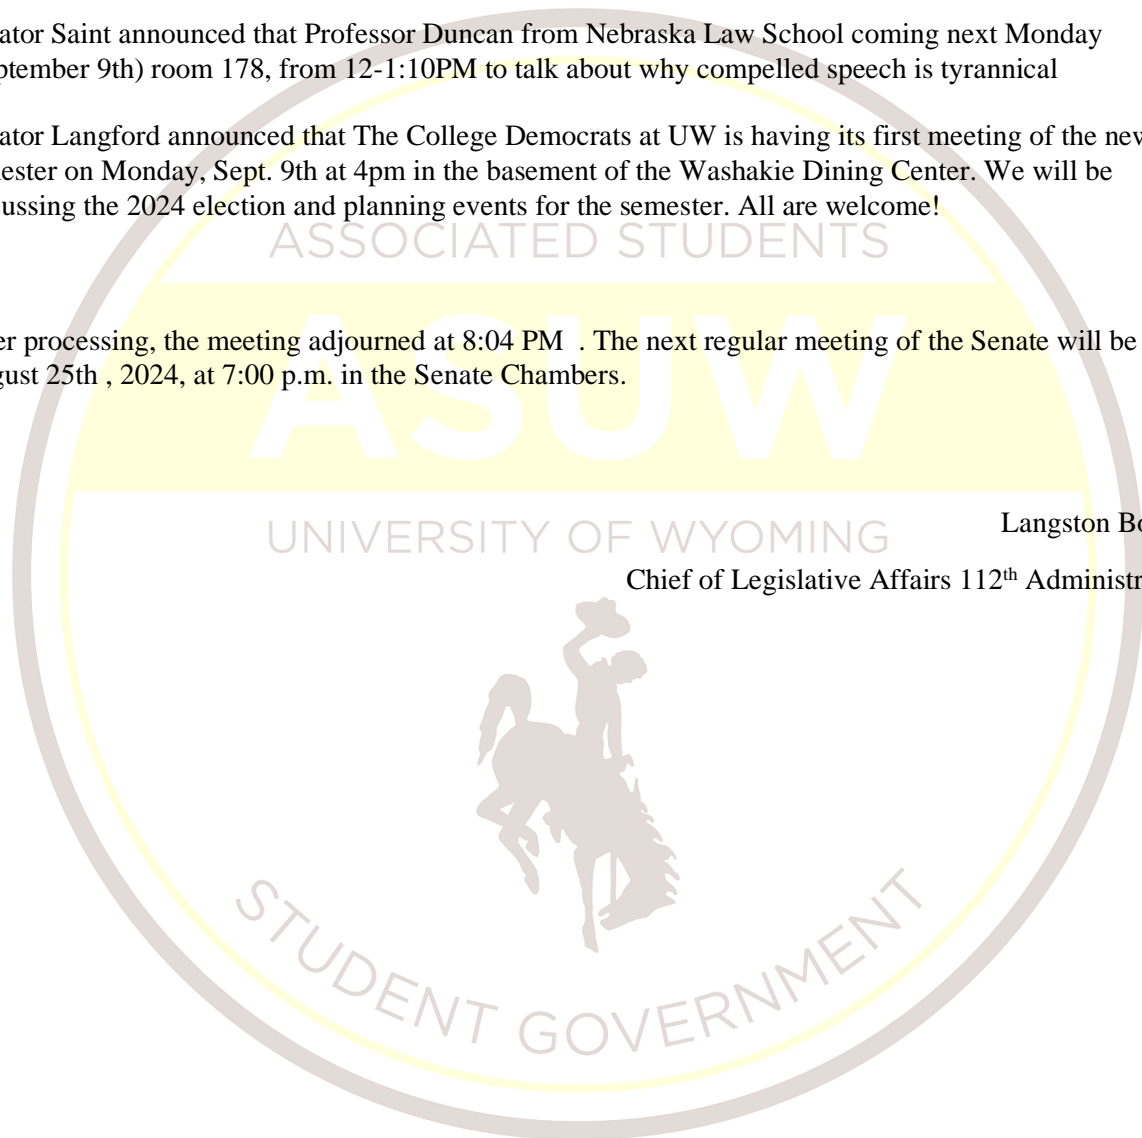 ator Saint announced that Professor Duncan from Nebraska Law School coming next Monday
ptember 9th) room 178, from 12-1:10PM to talk about why compelled speech is tyrannical
ator Langford announced that The College Democrats at UW is having its first meeting of the new
ester on Monday, Sept. 9th at 4pm in the basement of the Washakie Dining Center. We will be
ussing the 2024 election and planning events for the semester. All are welcome!
ASSOCIATED STUDENTS
er processing, the meeting adjourned at 8:04 PM . The next regular meeting of the Senate will be
gust 25th , 2024, at 7:00 p.m. in the Senate Chambers.
ASUW
Langston Bo
UNIVERSITY OF WYOMING
Chief of Legislative Affairs 112th Administr
STUDENT GOVERNMENT